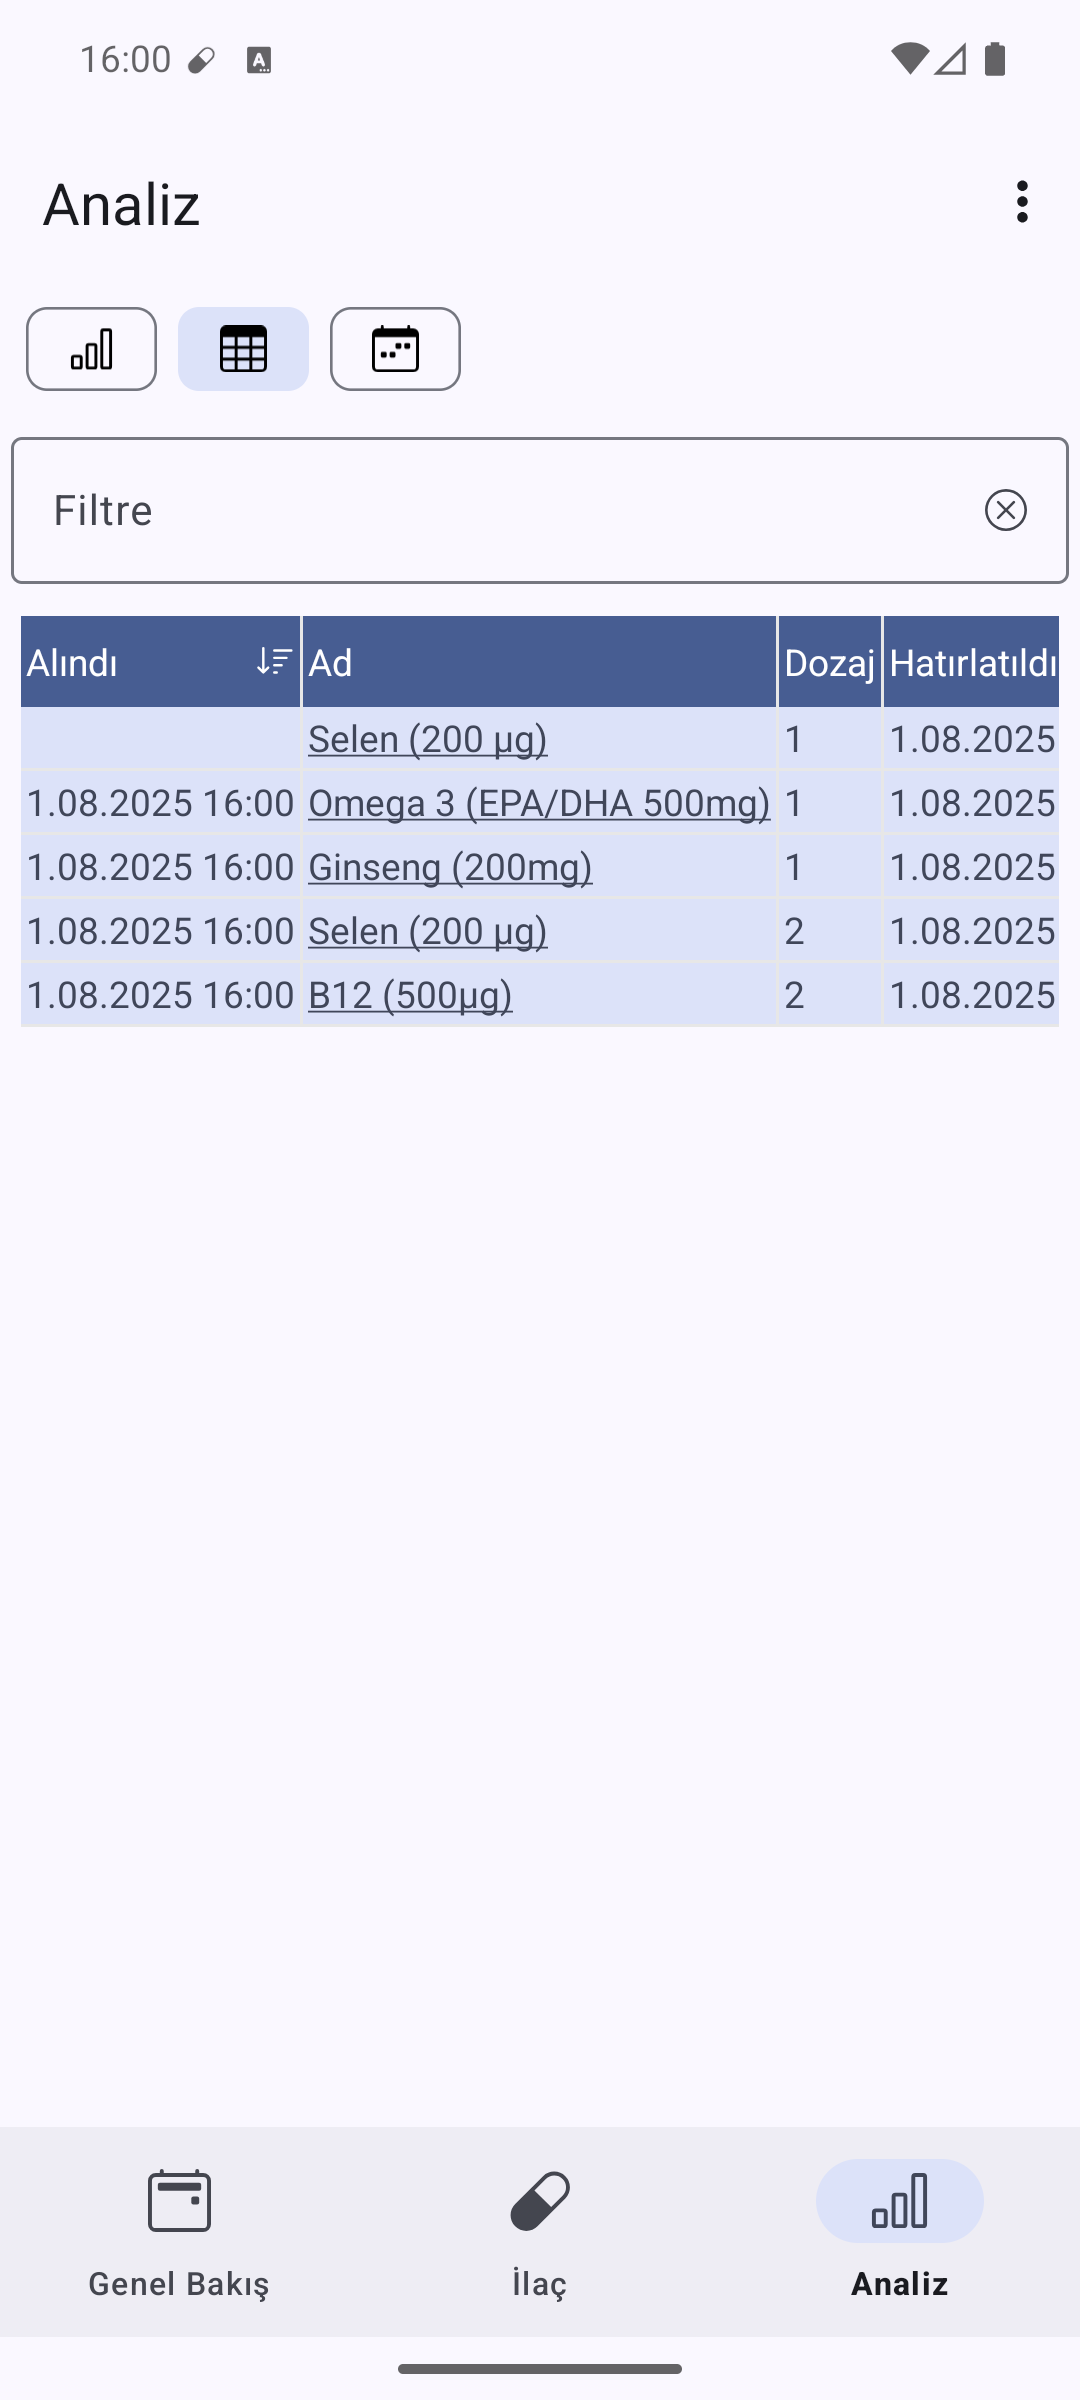 16:00
Analiz
Filtre
Alındı Ad Dozaj Hatırlatıldı
Selen (200 µg) 1 1.08.2025
1.08.2025 16:00 Omega 3 (EPA/DHA 500mg) 1 1.08.2025
1.08.2025 16:00 Ginseng (200mg) 1 1.08.2025
1.08.2025 16:00 Selen (200 µg) 2 1.08.2025
1.08.2025 16:00 B12 (500µg) 2 1.08.2025
Genel Bakış İlaç Analiz